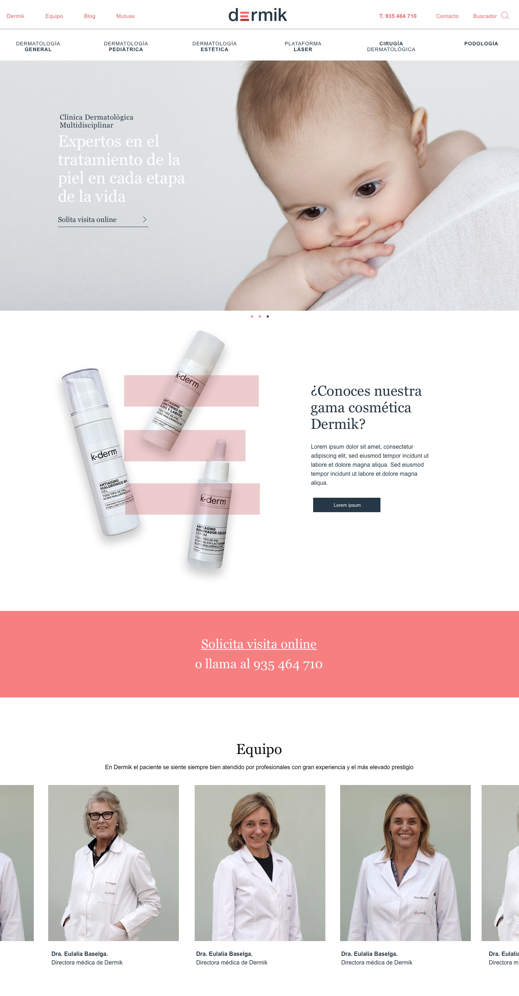 Dermik Equipo Blog Mutuas dermik T. 935 464 710 Contacto Buscador
DERMATOLOGÍA GENERAL
DERMATOLOGÍA PEDIÁTRICA
DERMATOLOGÍA ESTÉTICA
PLATAFORMA LÁSER
CIRUGÍA DERMATOLÓGICA
PODOLOGÍA
Clínica Dermatológica
Multidisciplinar
Expertos en el
tratamiento de la
piel en cada etapa
de la vida
Solita visita online
k-derm
k-derm
k-derm
¿Conoces nuestra
gama cosmética
Dermik?
Lorem ipsum dolor sit amet, consectetur
adipiscing elit, sed eiusmod tempor incidunt ut
labore et dolore magna aliqua. Sed eiusmod
tempor incidunt ut labore et dolore magna
aliqua.
Lorem ipsum
Solicita visita online
o llama al 935 464 710
Equipo
En Dermik el paciente se siente siempre bien atendido por profesionales con gran experiencia y el más elevado prestigio
Dra. Eulalia Baselga.
Directora médica de Dermik
Dra. Eulalia Baselga.
Directora médica de Dermik
Dra. Eulalia Baselga.
Directora médica de Dermik
Dra. Eulalia
Directora m